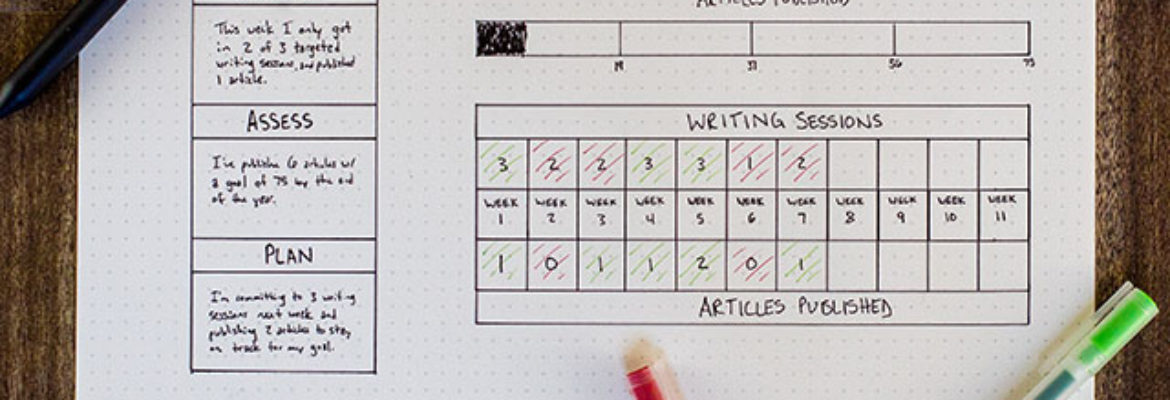 This week I only got
in 2 of 3 targeted
writing sessions, and published
1 article.
ASSESS
I've publishe 6 articles w/
a goal of 75 by the end
of the year.
PLAN
I'm committing to 3 writing
sessions next week and
publishing 2 articles to stay
on track for my goal.
ARTICLES PUBLISHED
19 37 56 75
WRITING SESSIONS
3 2 2 3 3 1 2
WEEK WEEK WEEK WEEK WEEK WEEK WEEK WEEK WEEK WEEK WEEK
1 2 3 4 5 6 7 8 9 10 11
1 0 1 1 2 0 1
ARTICLES PUBLISHED